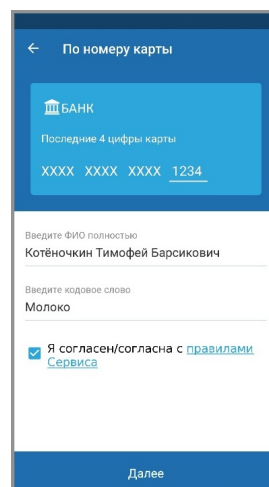 По номеру карты
БАНК
Последние 4 цифры карты
XXXX XXXX XXXX 1234
Введите ФИО полностью
Котёночкин Тимофей Барсикович
Введите кодовое слово
Молоко
Я согласен/согласна с правилами
Сервиса
Далее